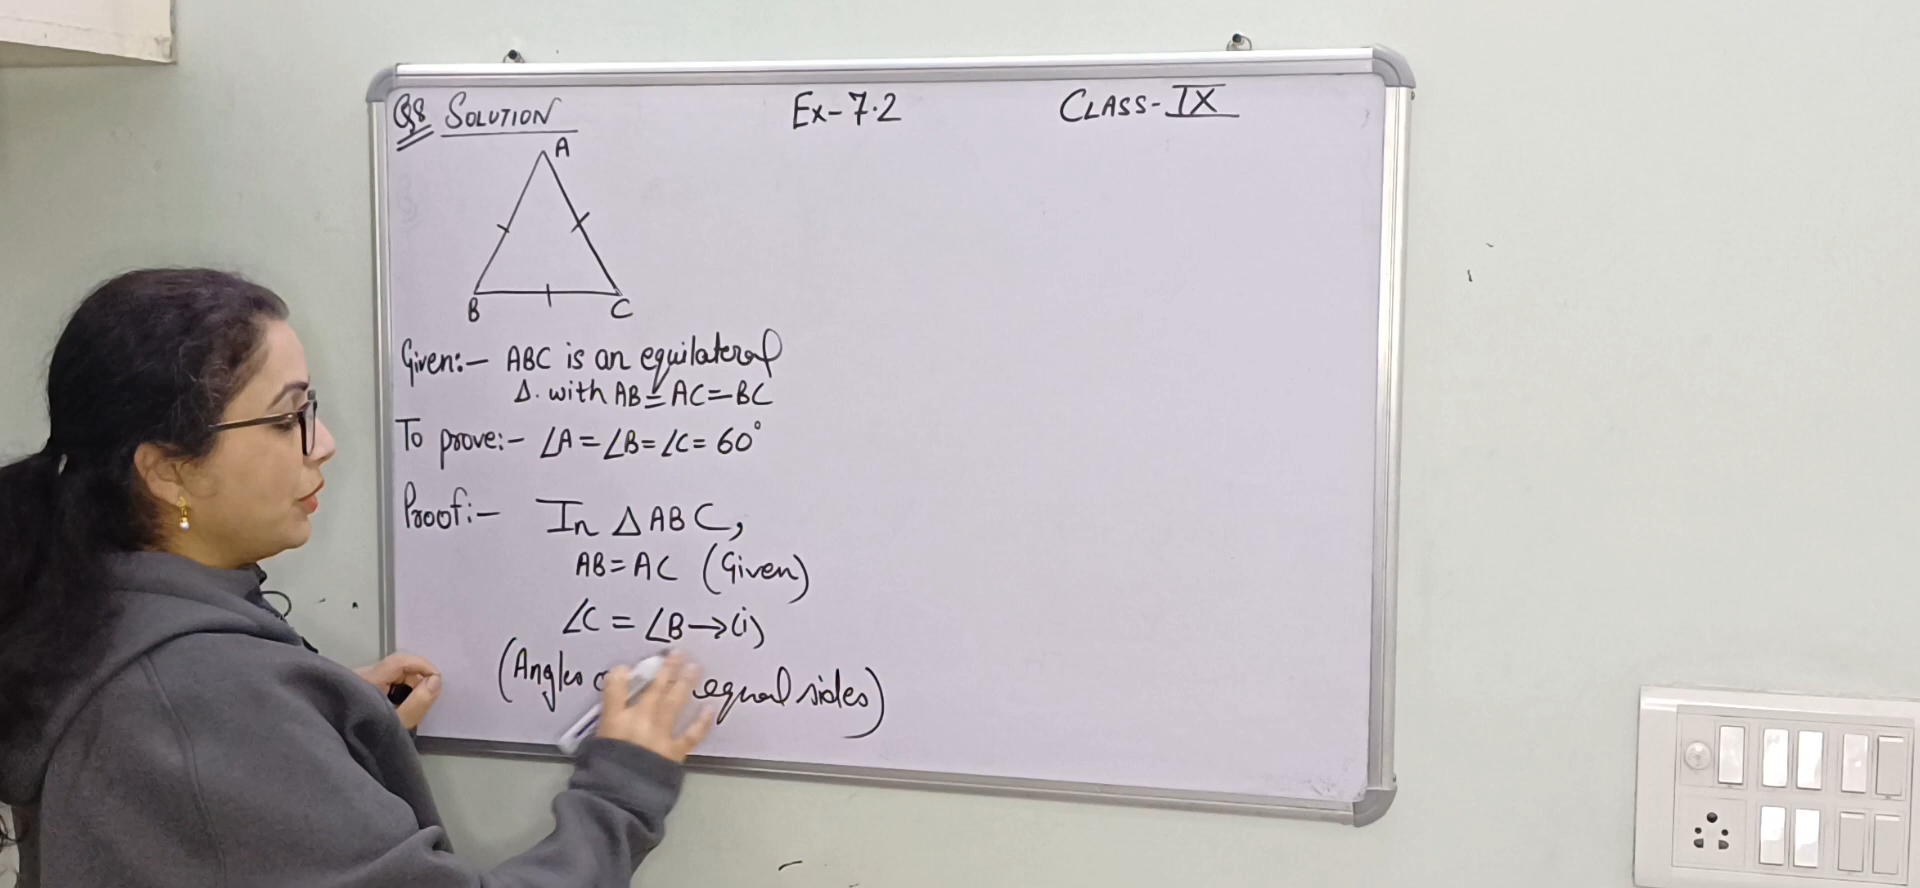 Q8 SOLUTION
Ex-7.2
CLASS-IX
A
B
C
Given:- ABC is an equilateral
Δ. with AB=AC=BC
To prove:- ∠A=∠B=∠C=60°
Proof:- In ΔABC,
AB=AC (Given)
∠C=∠B→(i)
(Angles equal sides)